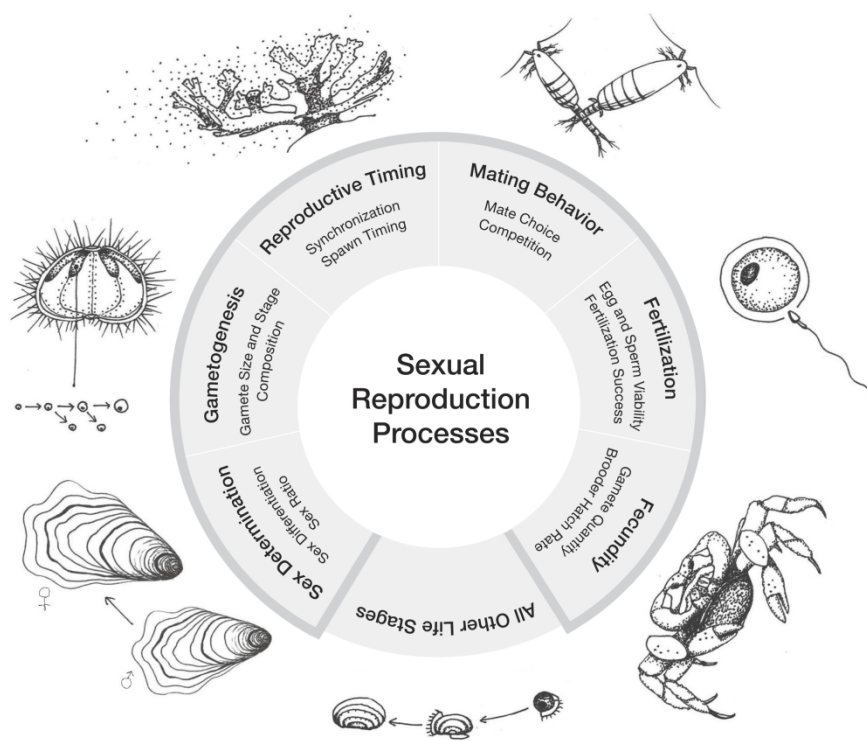 Reproductive Timing
Synchronization
Spawn Timing
Mating Behavior
Mate Choice
Competition
Fertilization
Egg and Sperm Viability
Fertilization Success
Fecundity
Gamete Quantity
Brooder Hatch Rate
All Other Life Stages
Sex Determination
Sex Differentiation
Sex Ratio
Gametogenesis
Gamete Size and Stage
Composition
Sexual
Reproduction
Processes
♀
♂